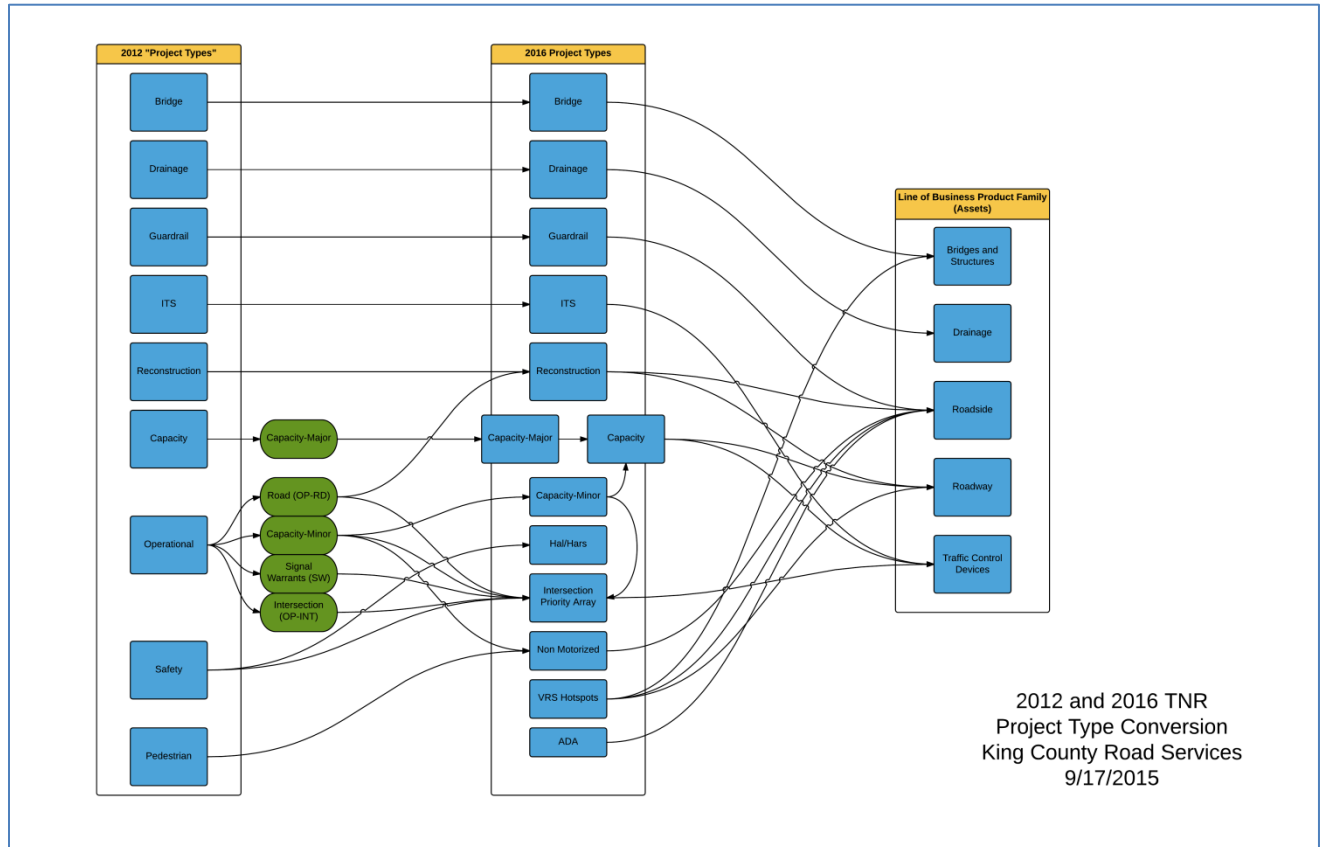 2012 "Project Types"
Bridge
Drainage
Guardrail
ITS
Reconstruction
Capacity
Operational
Safety
Pedestrian
Capacity-Major
Road (OP-RD)
Capacity-Minor
Signal
Warrants (SW)
Intersection
(OP-INT)
2016 Project Types
Bridge
Drainage
Guardrail
ITS
Reconstruction
Capacity-Major
Capacity
Capacity-Minor
Hal/Hars
Intersection
Priority Array
Non Motorized
VRS Hotspots
ADA
Line of Business Product Family
(Assets)
Bridges and
Structures
Drainage
Roadside
Roadway
Traffic Control
Devices
2012 and 2016 TNR
Project Type Conversion
King County Road Services
9/17/2015